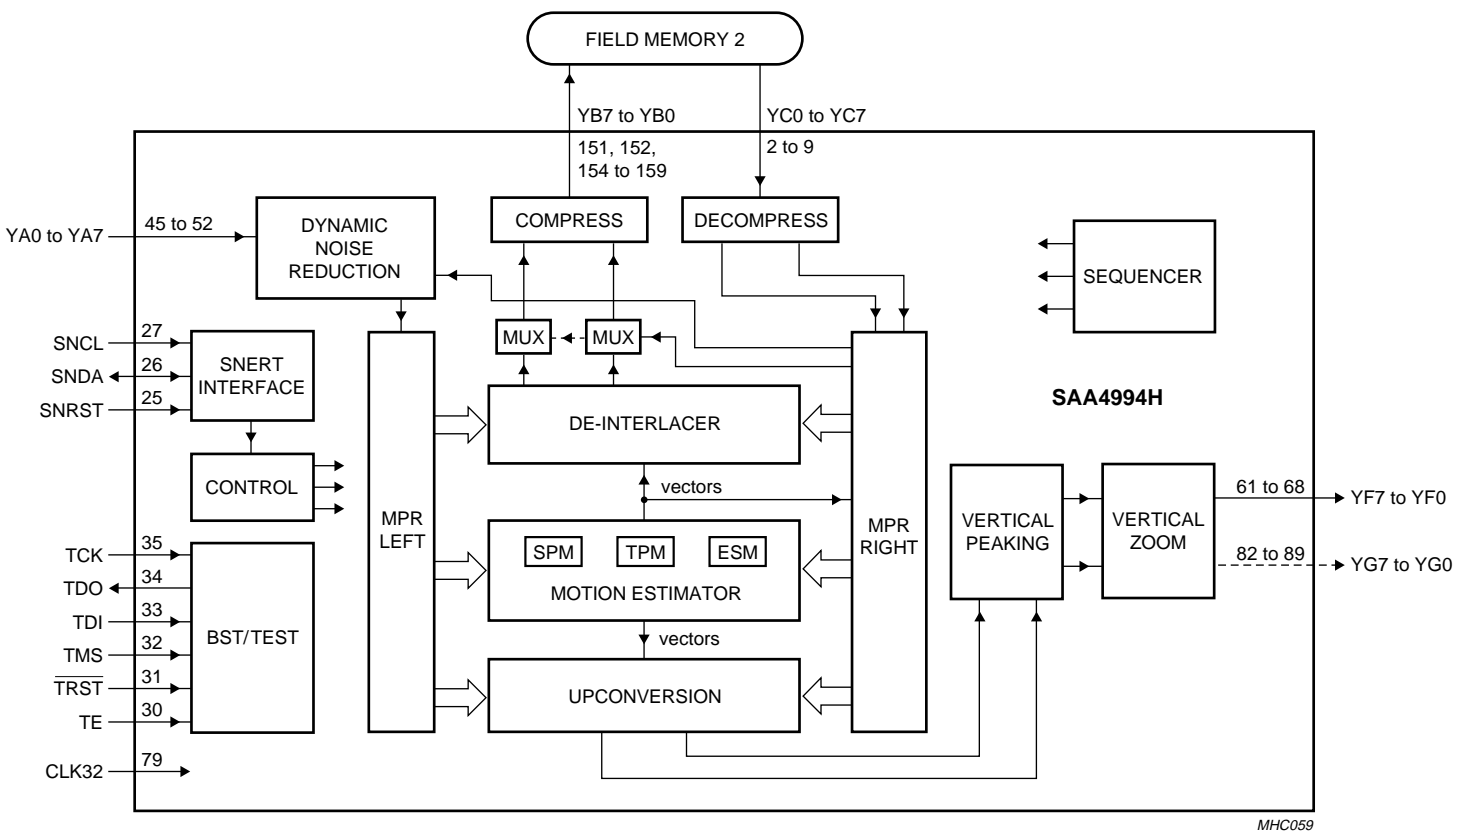 FIELD MEMORY 2
YB7 to YB0
YC0 to YC7
151, 152,
154 to 159
2 to 9
YA0 to YA7
45 to 52
DYNAMIC
NOISE
REDUCTION
COMPRESS
DECOMPRESS
SEQUENCER
SNCL
27
SNDA
26
SNRST
25
SNERT
INTERFACE
MUX
MUX
DE-INTERLACER
SAA4994H
CONTROL
MPR
LEFT
vectors
MPR
RIGHT
SPM
TPM
ESM
MOTION ESTIMATOR
vectors
UPCONVERSION
VERTICAL
PEAKING
VERTICAL
ZOOM
61 to 68
YF7 to YF0
82 to 89
YG7 to YG0
TCK
35
TDO
34
TDI
33
TMS
32
TRST
31
TE
30
BST/TEST
CLK32
79
MHC059